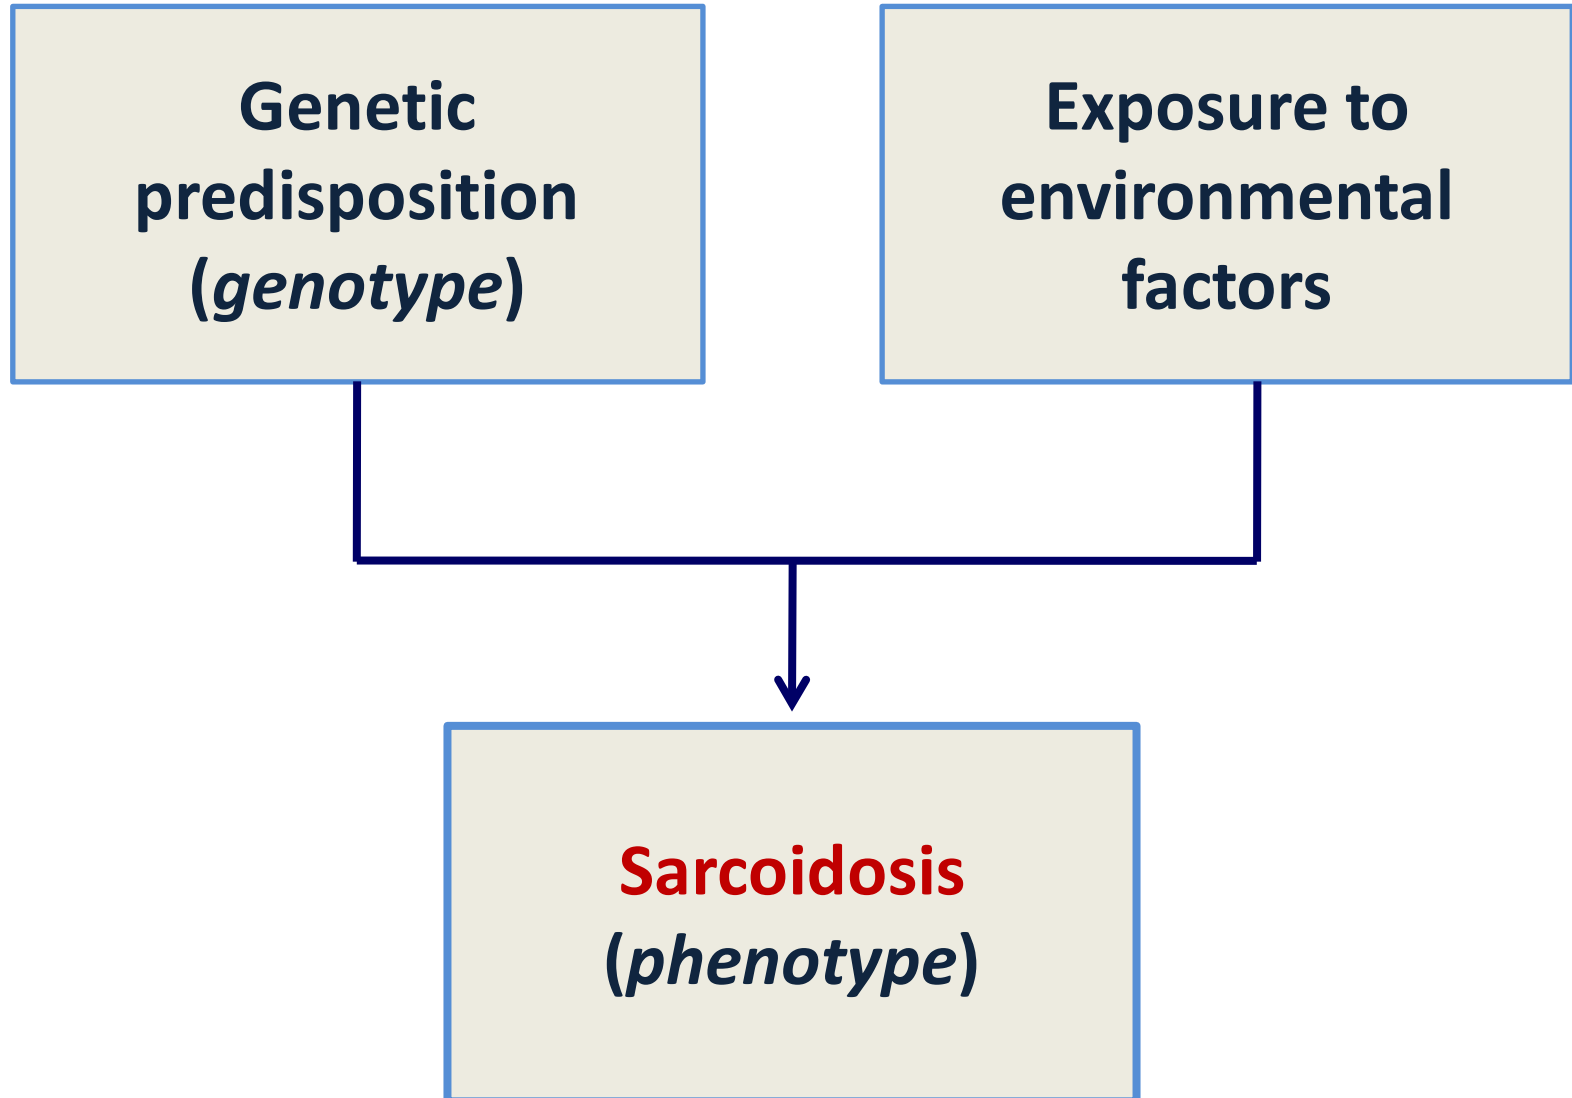 Genetic
predisposition
(genotype)
Exposure to
environmental
factors
Sarcoidosis
(phenotype)